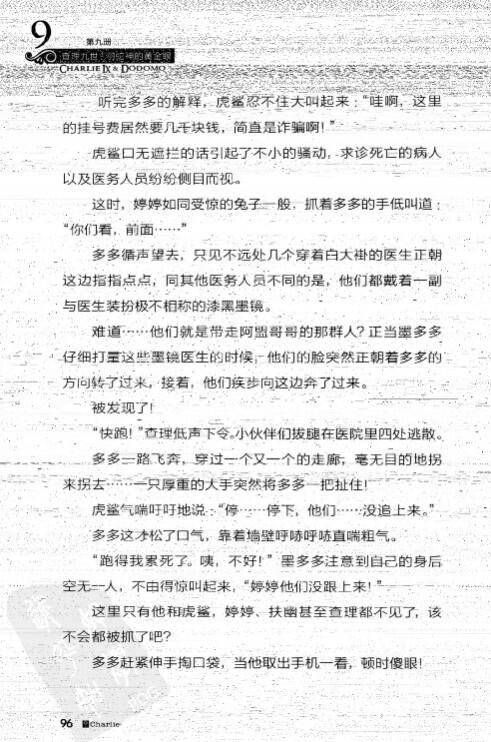 9
第九册
查理九世·羽蛇神的黄金眼
CHARLIE IX & DODOMO
听完多多的解释，虎鲨忍不住大叫起来：“哇啊，这里
的挂号费居然要几千块钱，简直是诈骗啊！”
虎鲨口无遮拦的话引起了不小的骚动，求诊死亡的病人
以及医务人员纷纷侧目而视。
这时，婷婷如同受惊的兔子一般，抓着多多的手低叫道：
“你们看，前面……”
多多循声望去，只见不远处几个穿着白大褂的医生正朝
这边指指点点，同其他医务人员不同的是，他们都戴着一副
与医生装扮极不相称的漆黑墨镜。
难道……他们就是带走阿盟哥哥的那群人？正当墨多多
仔细打量这些墨镜医生的时候，他们的脸突然正朝着多多的
方向转了过来，接着，他们疾步向这边奔了过来。
被发现了！
“快跑！”查理低声下令。小伙伴们拔腿在医院里四处逃散。
多多一路飞奔，穿过一个又一个的走廊，毫无目的地拐
来拐去……一只厚重的大手突然将多多一把扯住！
虎鲨气喘吁吁地说：“停……停下，他们……没追上来。”
多多这才松了口气，靠着墙壁呼哧呼哧直喘粗气。
“跑得我累死了。咦，不好！”墨多多注意到自己的身后
空无一人，不由得惊叫起来，“婷婷他们没跟上来！”
这里只有他和虎鲨，婷婷、扶幽甚至查理都不见了，该
不会都被抓了吧？
多多赶紧伸手掏口袋，当他取出手机一看，顿时傻眼！
96 Charlie